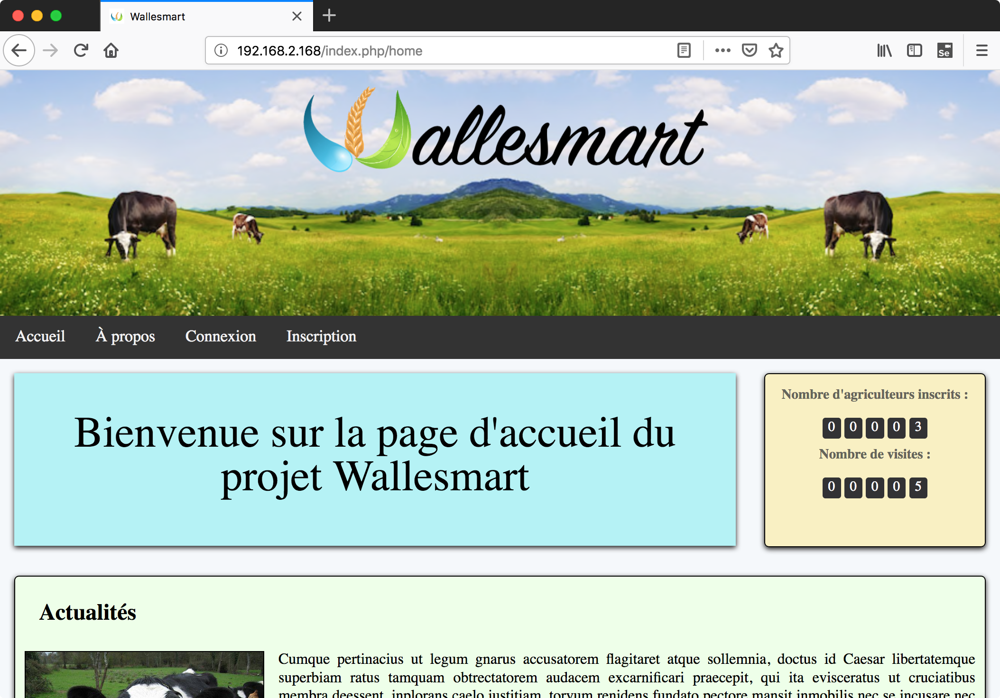 Wallesmart
192.168.2.168/index.php/home
Se
Wallesmart
Accueil À propos Connexion Inscription
Bienvenue sur la page d'accueil du
projet Wallesmart
Nombre d'agriculteurs inscrits :
0 0 0 0 3
Nombre de visites :
0 0 0 0 5
Actualités
Cumque pertinacius ut legum gnarus accusatorem flagitaret atque sollemnia, doctus id Caesar libertatemque
superbiam ratus tamquam obtrectatorem audacem excarnificari praecepit, qui ita evisceratus ut cruciatibus
membra deessent, inplorans caelo iustitiam, torvum renidens fundato pectore mansit inmobilis nec se incusare nec